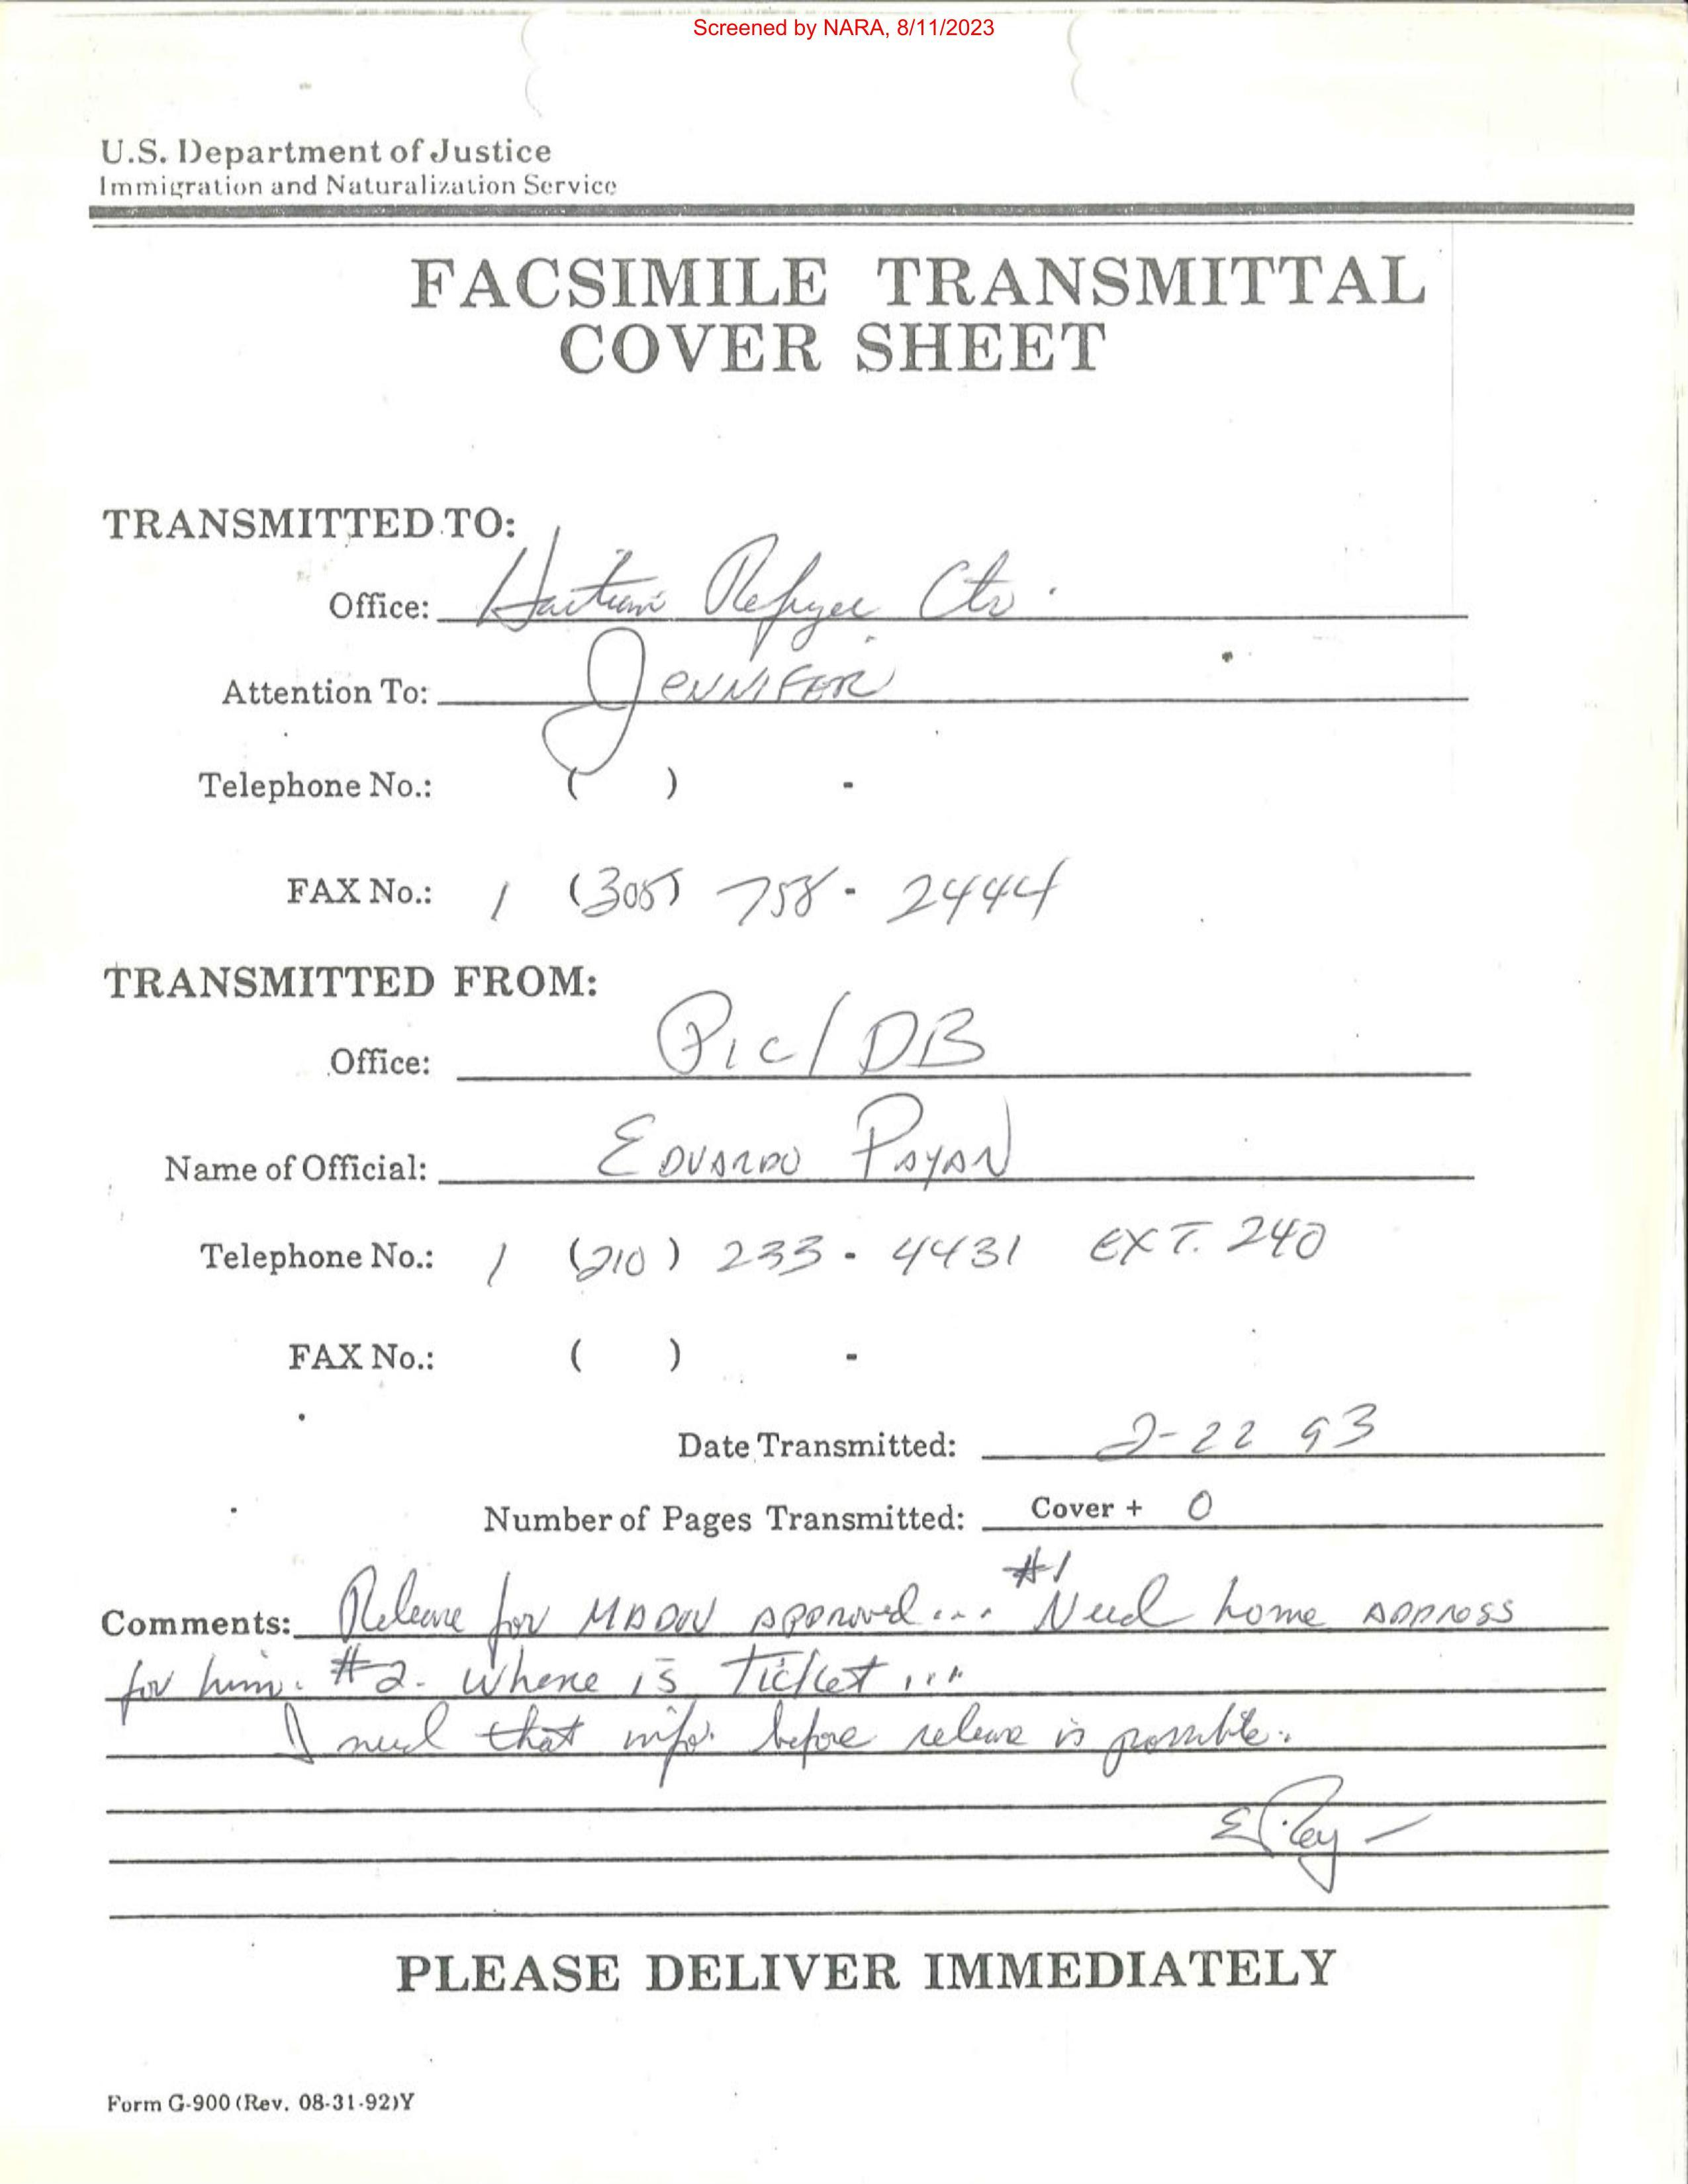 Screened by NARA, 8/11/2023
U.S. Department of Justice
Immigration and Naturalization Service
FACSIMILE TRANSMITTAL
COVER SHEET
TRANSMITTED TO:
Office: Haitian Refugee Ctr.
Attention To: JENNIFER
Telephone No.: ( ) -
FAX No.: 1 (305) 758 - 2444
TRANSMITTED FROM:
Office: PIC/DB
Name of Official: EDUARDO PAYAN
Telephone No.: 1 (210) 233 - 4431 EXT. 240
FAX No.: ( ) -
Date Transmitted: 2-22 93
Number of Pages Transmitted: Cover + 0
#1
Comments: Release for approved... Need home ADDRESS
for him. #2. Where is Ticket...
I need that info. before release is possible.
PLEASE DELIVER IMMEDIATELY
Form G-900 (Rev. 08-31-92)Y